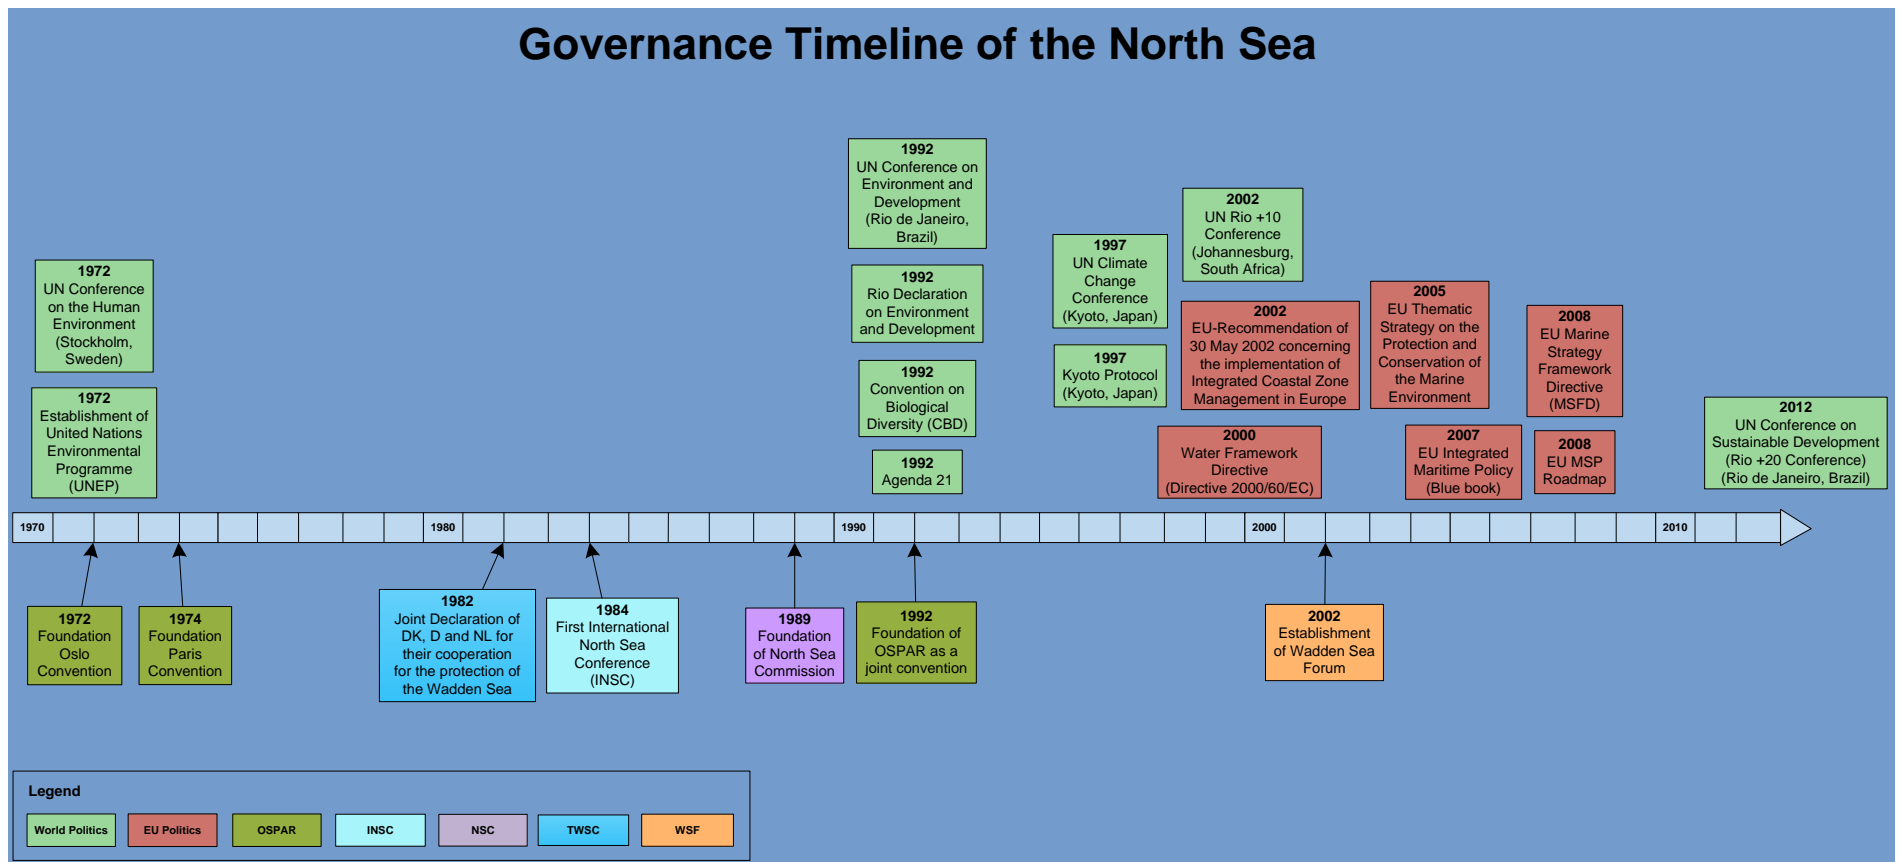 Governance Timeline of the North Sea
1972
UN Conference
on the Human
Environment
(Stockholm,
Sweden)
1972
Establishment of
United Nations
Environmental
Programme
(UNEP)
1992
UN Conference on
Environment and
Development
(Rio de Janeiro,
Brazil)
1992
Rio Declaration
on Environment
and Development
1992
Convention on
Biological
Diversity (CBD)
1992
Agenda 21
1997
UN Climate
Change
Conference
(Kyoto, Japan)
1997
Kyoto Protocol
(Kyoto, Japan)
2002
UN Rio +10
Conference
(Johannesburg,
South Africa)
2002
EU-Recommendation of
30 May 2002 concerning
the implementation of
Integrated Coastal Zone
Management in Europe
2000
Water Framework
Directive
(Directive 2000/60/EC)
2005
EU Thematic
Strategy on the
Protection and
Conservation of
the Marine
Environment
2007
EU Integrated
Maritime Policy
(Blue book)
2008
EU Marine
Strategy
Framework
Directive
(MSFD)
2008
EU MSP
Roadmap
2012
UN Conference on
Sustainable Development
(Rio +20 Conference)
(Rio de Janeiro, Brazil)
1970
1980
1990
2000
2010
1972
Foundation
Oslo
Convention
1974
Foundation
Paris
Convention
1982
Joint Declaration of
DK, D and NL for
their cooperation
for the protection of
the Wadden Sea
1984
First International
North Sea
Conference
(INSC)
1989
Foundation
of North Sea
Commission
1992
Foundation of
OSPAR as a
joint convention
2002
Establishment
of Wadden Sea
Forum
Legend
World Politics
EU Politics
OSPAR
INSC
NSC
TWSC
WSF